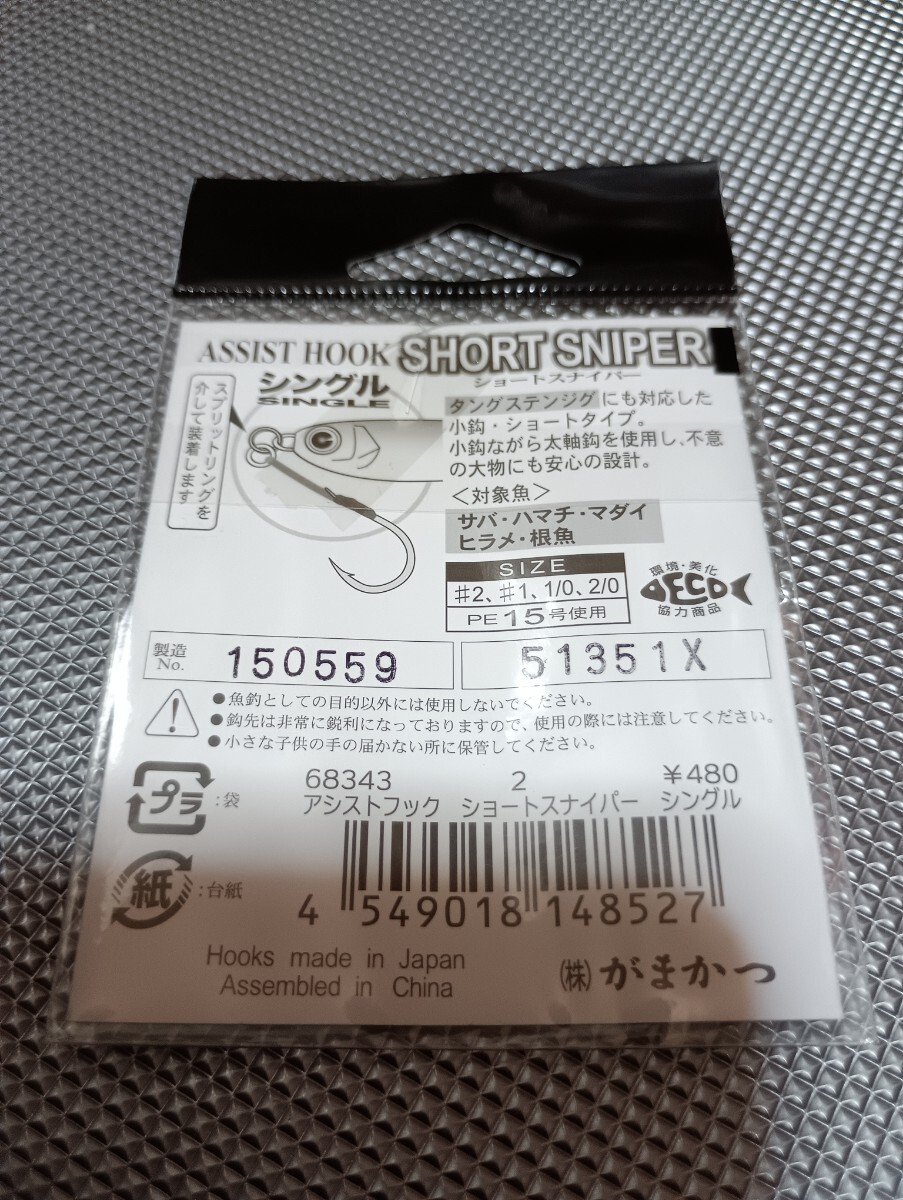 ASSIST HOOK SHORT SNIPER
ショートスナイパー
シングル
SINGLE
スプリットリングを
介して装着します
タングステンジグにも対応した
小鈎・ショートタイプ。
小鈎ながら太軸鈎を使用し、不意
の大物にも安心の設計。
<対象魚>
サバ・ハマチ・マダイ
ヒラメ・根魚
SIZE
#2、#1、1/0、2/0
PE15号使用
環境・美化
ECO
協力商品
製造
No.
150559
51351X
●魚鈎としての目的以外には使用しないでください。
●鈎先は非常に鋭利になっておりますので、使用の際には注意してください。
●小さな子供の手の届かない所に保管してください。
プラ:袋
紙:台紙
68343 2 ¥480
アシストフック ショートスナイパー シングル
4 549018 148527
Hooks made in Japan
Assembled in China
(株)がまかつ